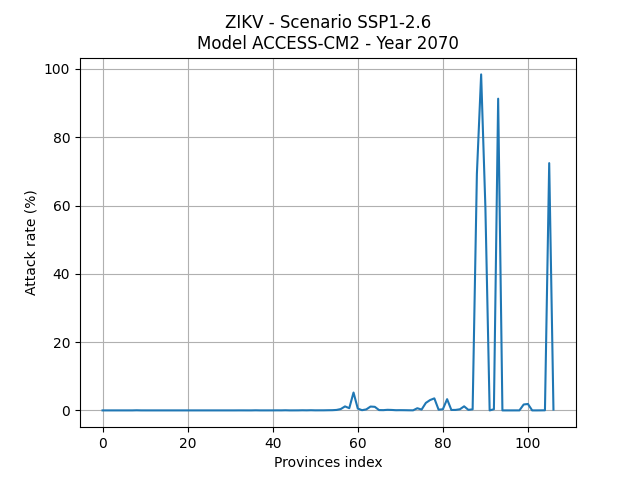 ZIKV - Scenario SSP1-2.6
Model ACCESS-CM2 - Year 2070
100
80
60
40
20
0
Attack rate (%)
0 20 40 60 80 100
Provinces index